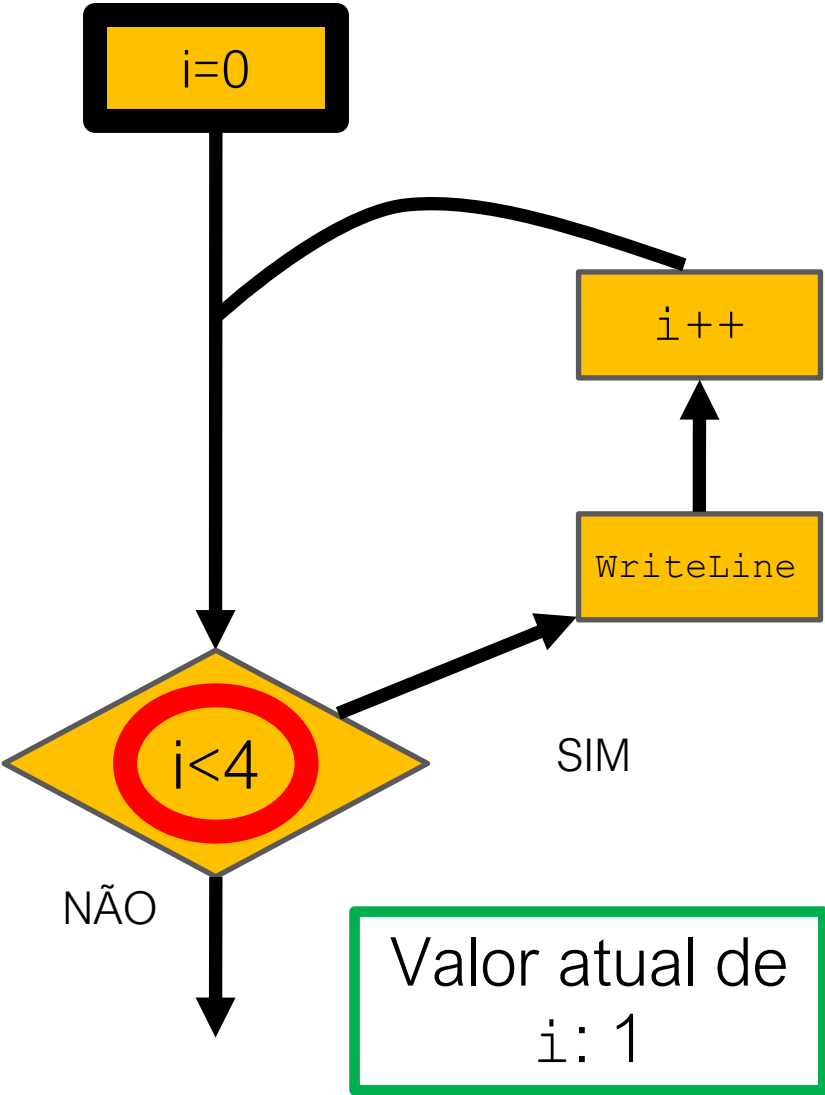 i=0
i++
WriteLine
i<4
SIM
NÃO
Valor atual de
i: 1